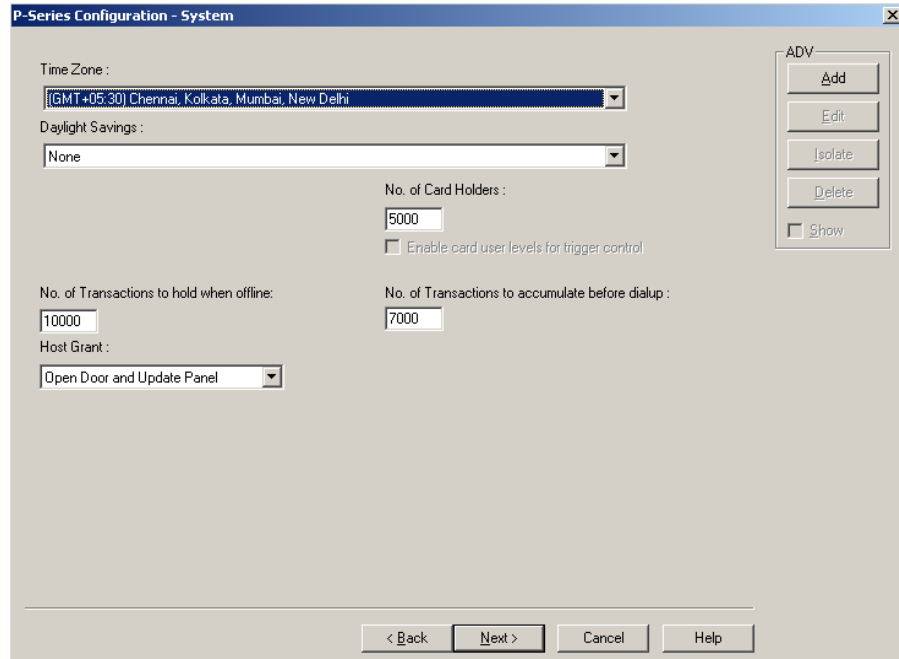 P-Series Configuration - System
ADV
Time Zone :
Add
(GMT+05:30) Chennai, Kolkata, Mumbai, New Delhi
Edit
Daylight Savings :
None
Isolate
No. of Card Holders :
Delete
5000
Show
Enable card user levels for trigger control
No. of Transactions to hold when offline:
No. of Transactions to accumulate before dialup :
10000
7000
Host Grant :
Open Door and Update Panel
< Back
Next >
Cancel
Help